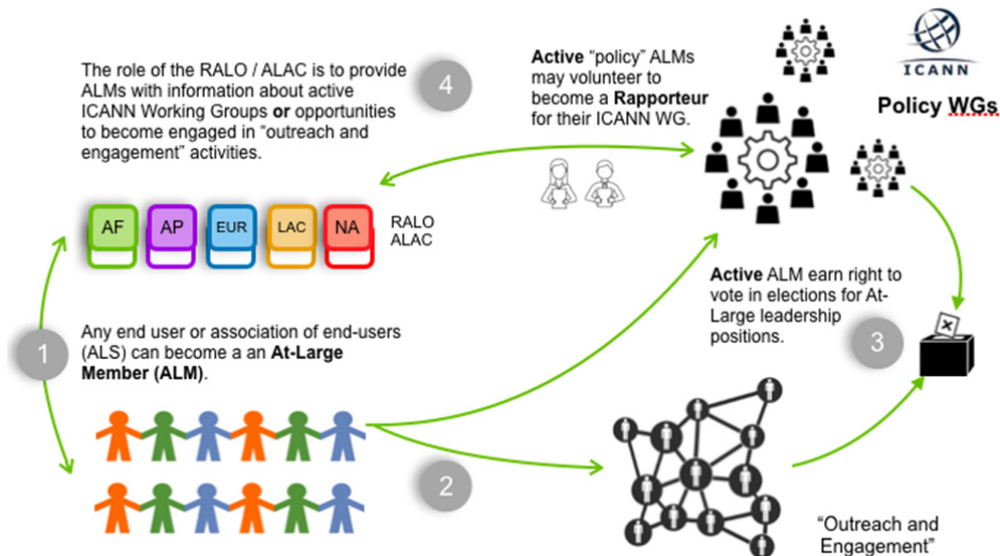 The role of the RALO / ALAC is to provide
ALMs with information about active
ICANN Working Groups or opportunities
to become engaged in “outreach and
engagement” activities.
4
Active “policy” ALMs
may volunteer to
become a Rapporteur
for their ICANN WG.
ICANN
Policy WGs
AF
AP
EUR
LAC
NA
RALO
ALAC
1
Any end user or association of end-users
(ALS) can become a an At-Large
Member (ALM).
Active ALM earn right to
vote in elections for At-
Large leadership
positions.
3
2
“Outreach and
Engagement”